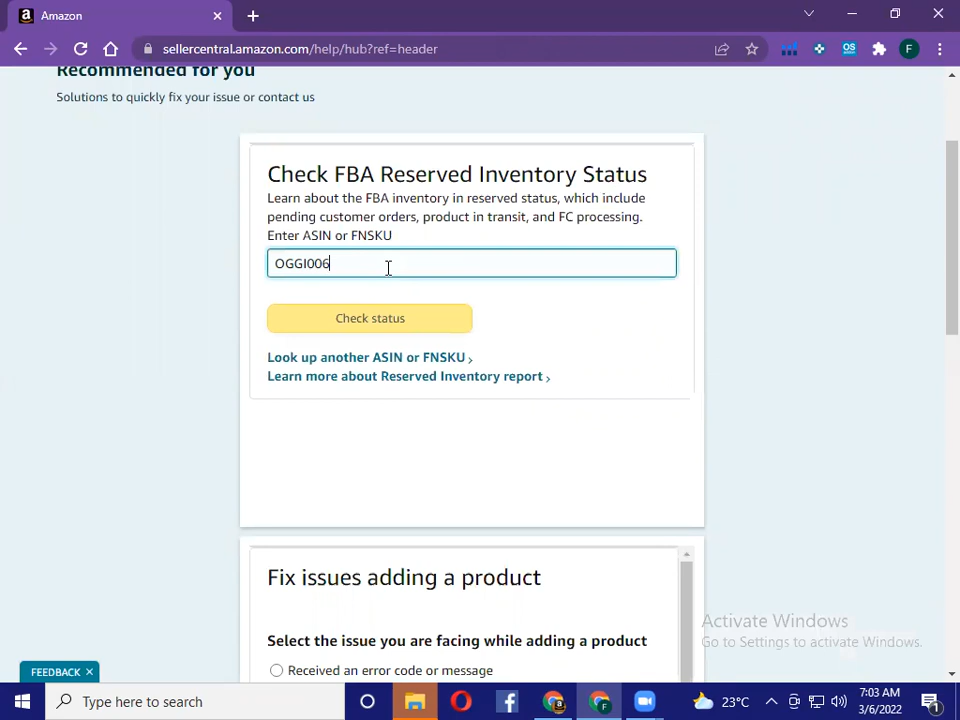 Amazon
sellercentral.amazon.com/help/hub?ref=header
OS
F
Recommended for you
Solutions to quickly fix your issue or contact us
Check FBA Reserved Inventory Status
Learn about the FBA inventory in reserved status, which include
pending customer orders, product in transit, and FC processing.
Enter ASIN or FNSKU
OGGI006
Check status
Look up another ASIN or FNSKU
Learn more about Reserved Inventory report
Fix issues adding a product
Select the issue you are facing while adding a product
Received an error code or message
Activate Windows
Go to Settings to activate Windows.
FEEDBACK
Type here to search
23°C
7:03 AM
3/6/2022
1